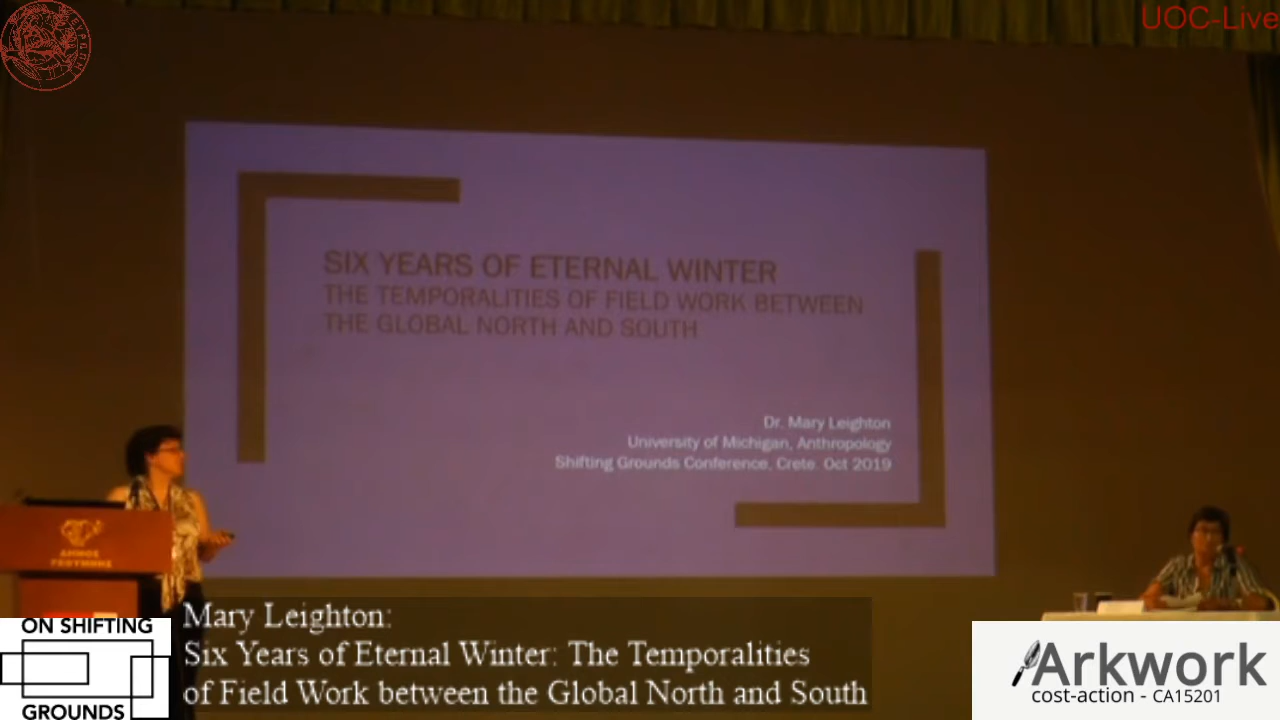 UOC-Live
SIX YEARS OF ETERNAL WINTER
THE TEMPORALITIES OF FIELD WORK BETWEEN
THE GLOBAL NORTH AND SOUTH
Dr. Mary Leighton
University of Michigan, Anthropology
Shifting Grounds Conference, Crete. Oct 2019
ΔΗΜΟΣ
ΡΕΘΥΜΝΗΣ
ON SHIFTING
GROUNDS
Mary Leighton:
Six Years of Eternal Winter: The Temporalities
of Field Work between the Global North and South
Arkwork
cost-action - CA15201